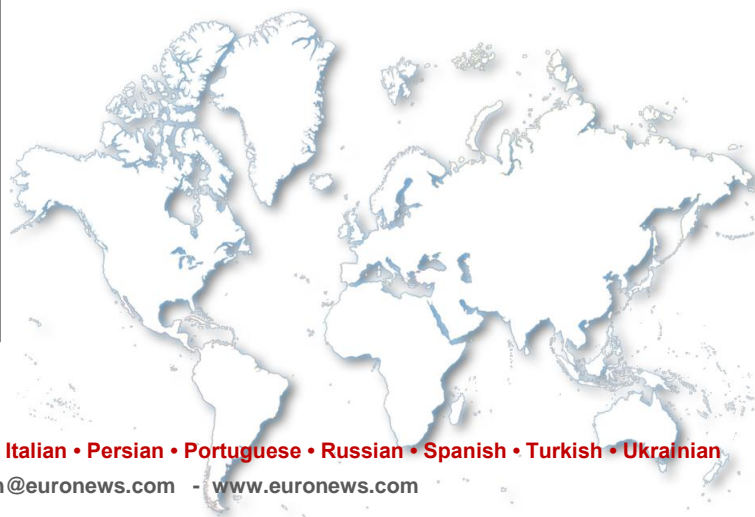 Italian • Persian • Portuguese • Russian • Spanish • Turkish • Ukrainian
@euronews.com - www.euronews.com